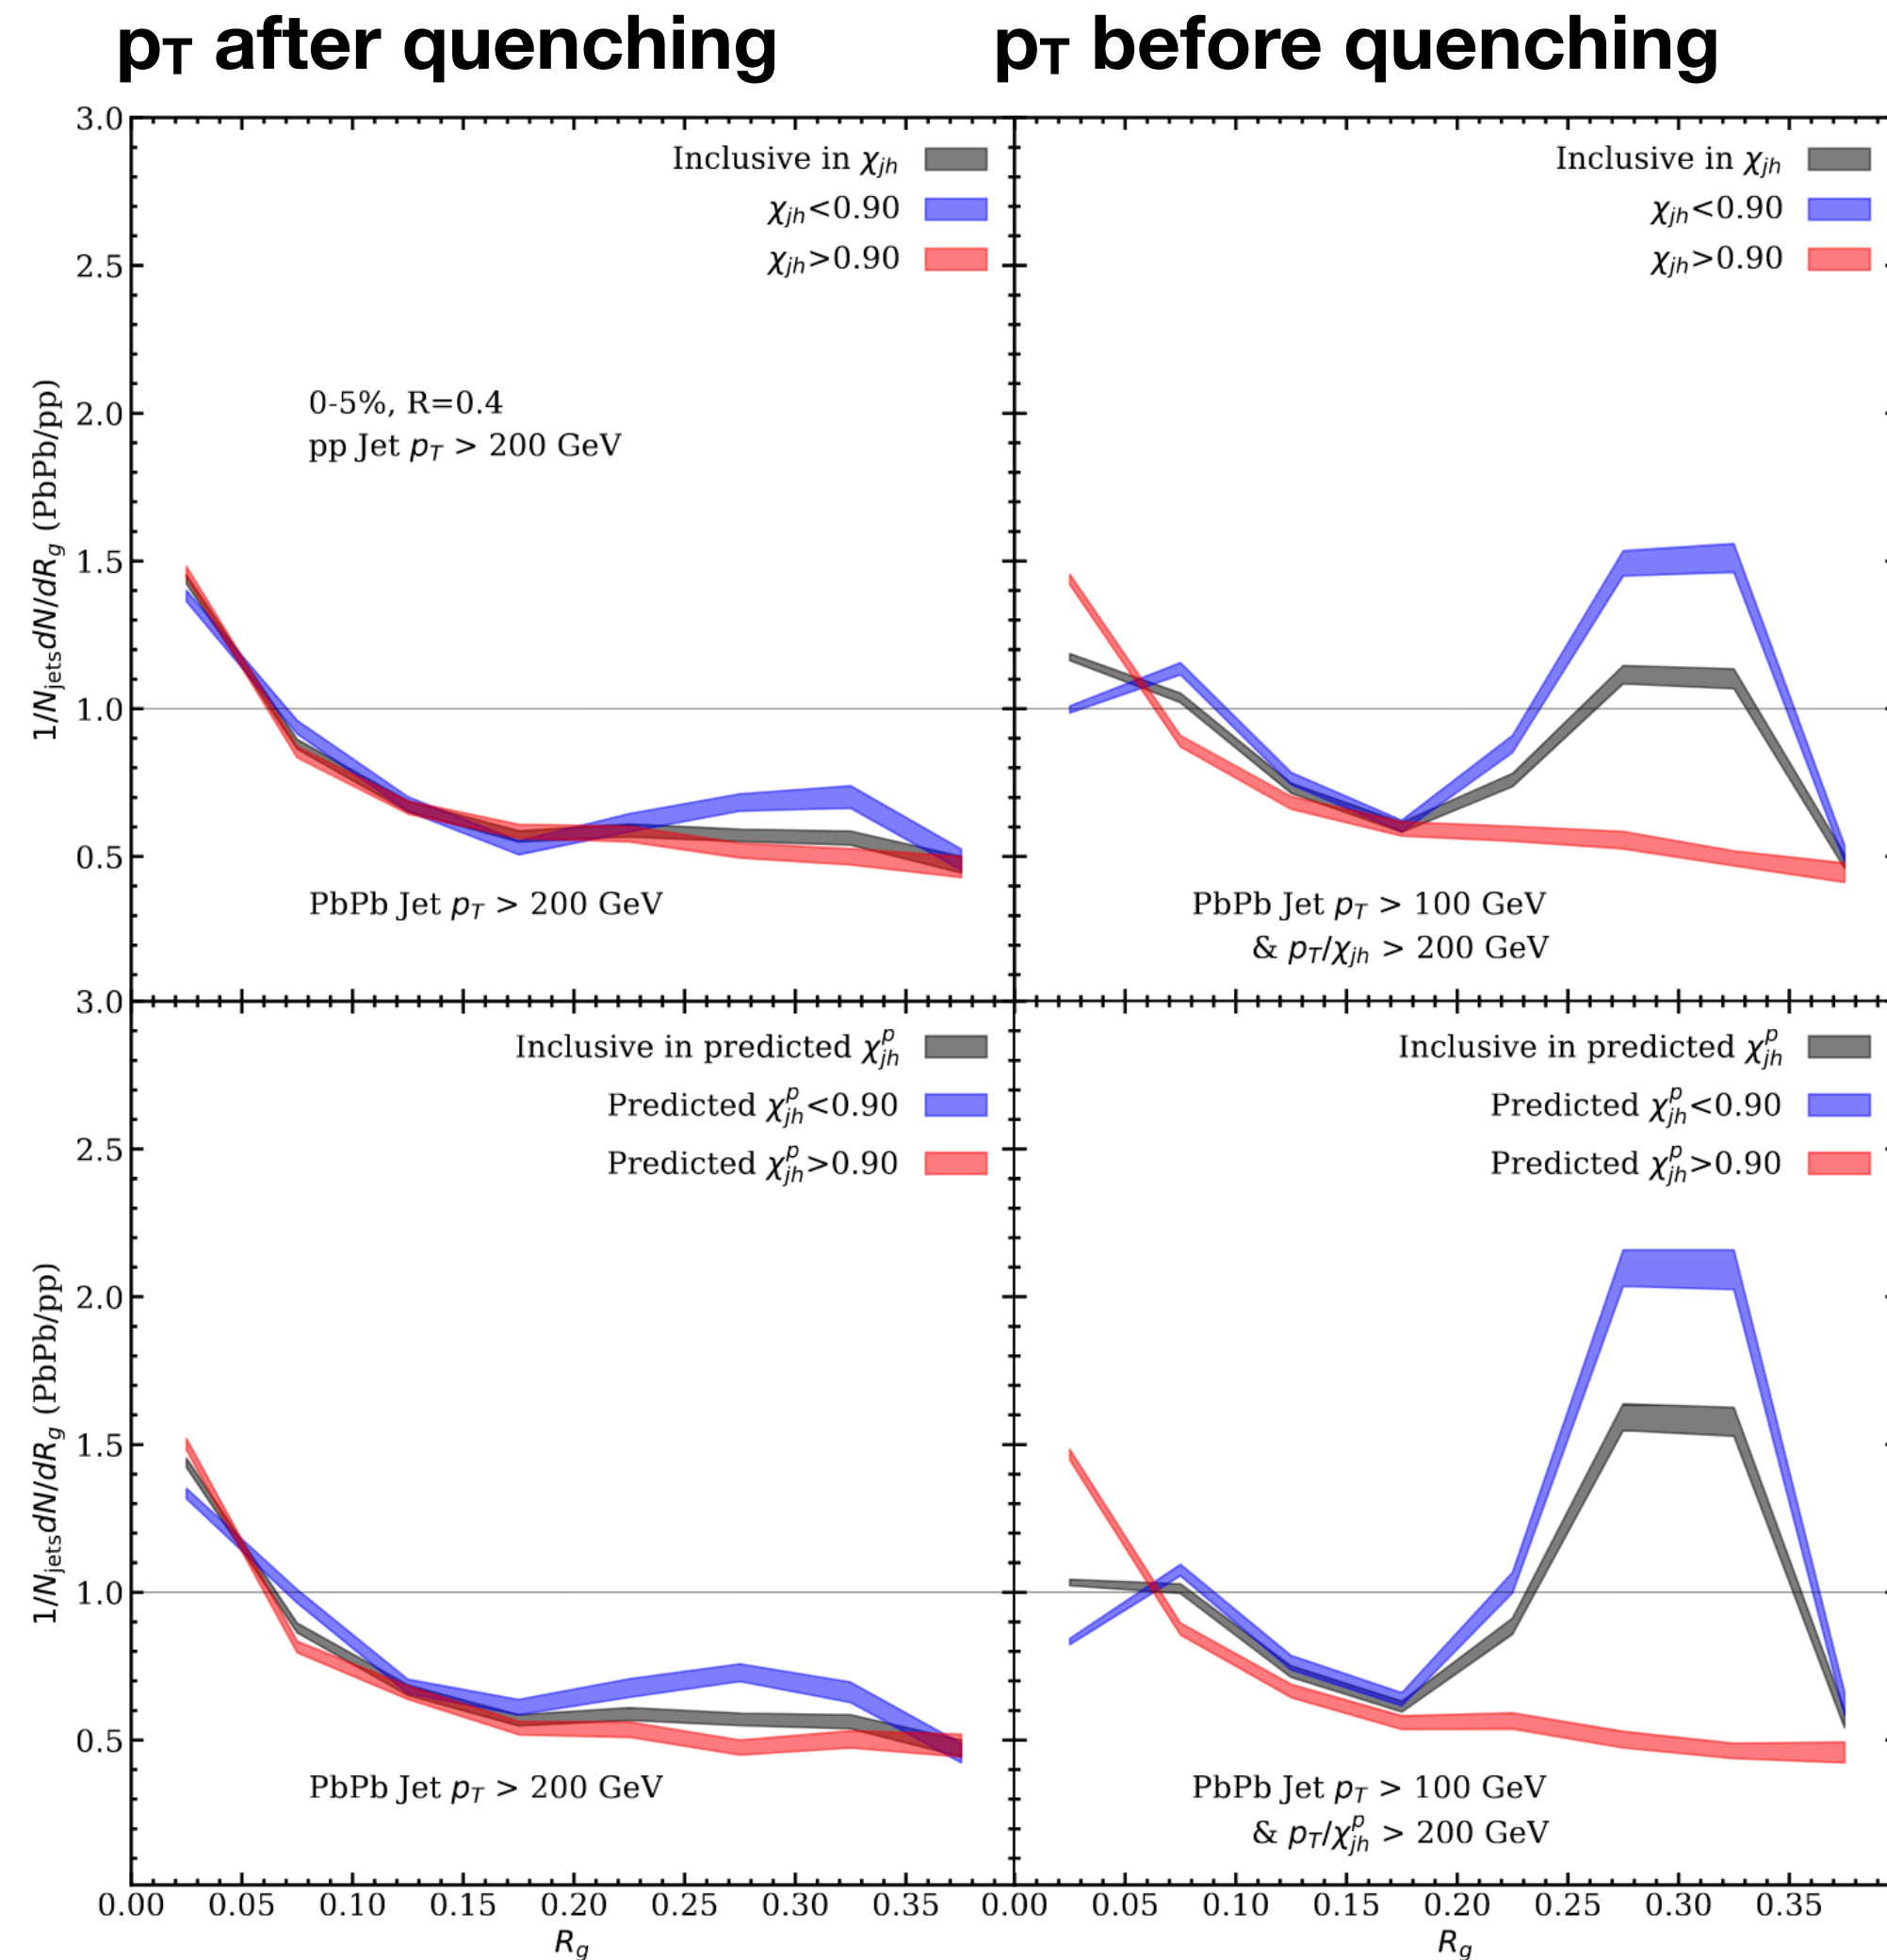 pT after quenching
pT before quenching
3.0
2.5
2.0
1.5
1.0
0.5
1/NjetsdN/dRg (PbPb/pp)
Inclusive in χjh
χjh<0.90
χjh>0.90
0-5%, R=0.4
pp Jet pT > 200 GeV
PbPb Jet pT > 200 GeV
Inclusive in χjh
χjh<0.90
χjh>0.90
PbPb Jet pT > 100 GeV
& pT/χjh > 200 GeV
3.0
2.5
2.0
1.5
1.0
0.5
1/NjetsdN/dRg (PbPb/pp)
Inclusive in predicted χᵖjh
Predicted χᵖjh<0.90
Predicted χᵖjh>0.90
PbPb Jet pT > 200 GeV
Inclusive in predicted χᵖjh
Predicted χᵖjh<0.90
Predicted χᵖjh>0.90
PbPb Jet pT > 100 GeV
& pT/χᵖjh > 200 GeV
0.00 0.05 0.10 0.15 0.20 0.25 0.30 0.35 0.00 0.05 0.10 0.15 0.20 0.25 0.30 0.35
Rg
Rg